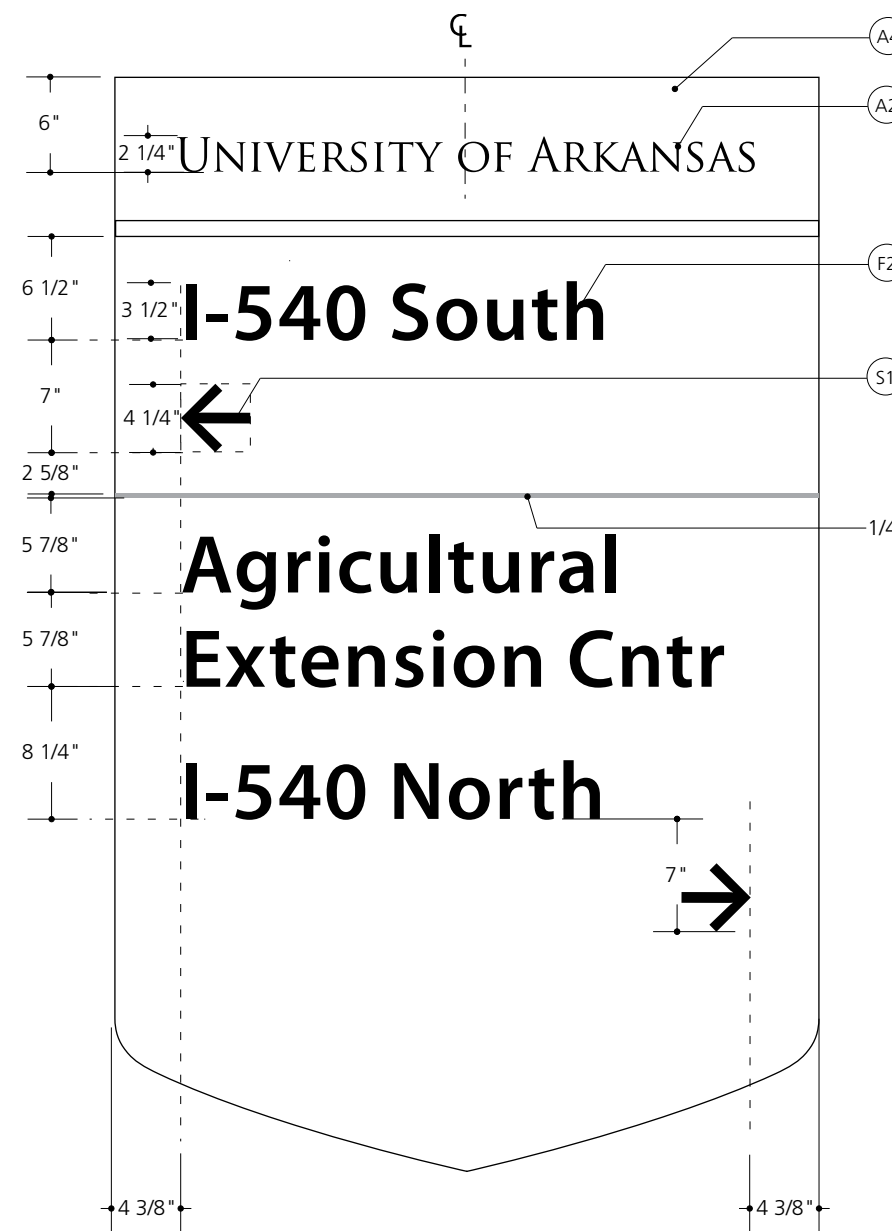 ℄
A4
6"
A2
2 1/4"
UNIVERSITY OF ARKANSAS
F2
6 1/2"
3 1/2"
I-540 South
S1
7"
4 1/4"
2 5/8"
1/4
5 7/8"
Agricultural
5 7/8"
Extension Cntr
8 1/4"
I-540 North
7"
4 3/8"
4 3/8"